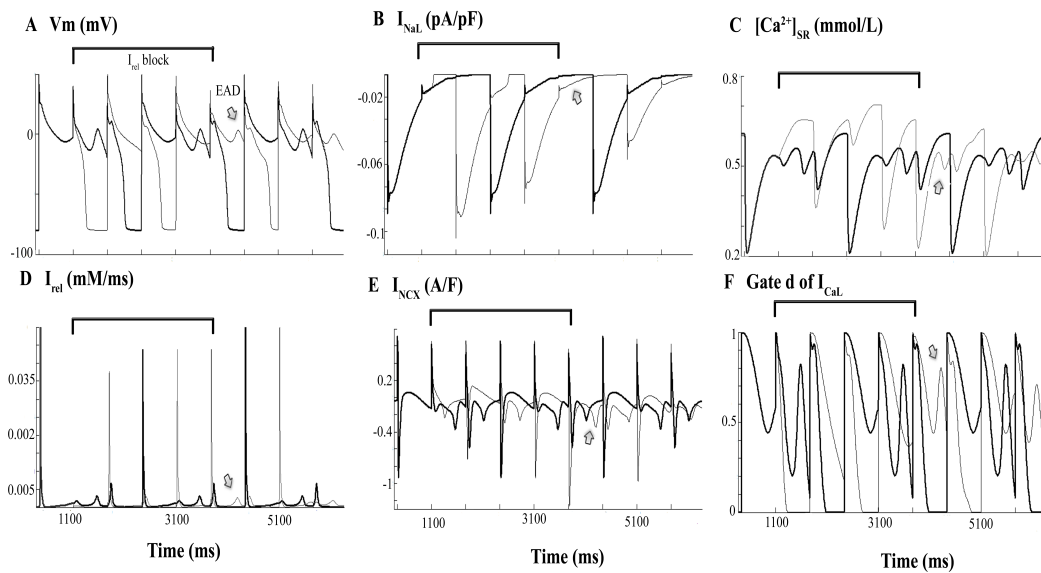 A Vm (mV)
I_rel block
EAD
0
-100
B I_NaL (pA/pF)
-0.02
-0.06
-0.1
C [Ca²⁺]_SR (mmol/L)
0.8
0.5
0.2
D I_rel (mM/ms)
0.035
0.002
0.005
1100 3100 5100
Time (ms)
E I_NCX (A/F)
0.2
-0.4
-1
1100 3100 5100
Time (ms)
F Gate d of I_CaL
1
0.5
0
1100 3100 5100
Time (ms)